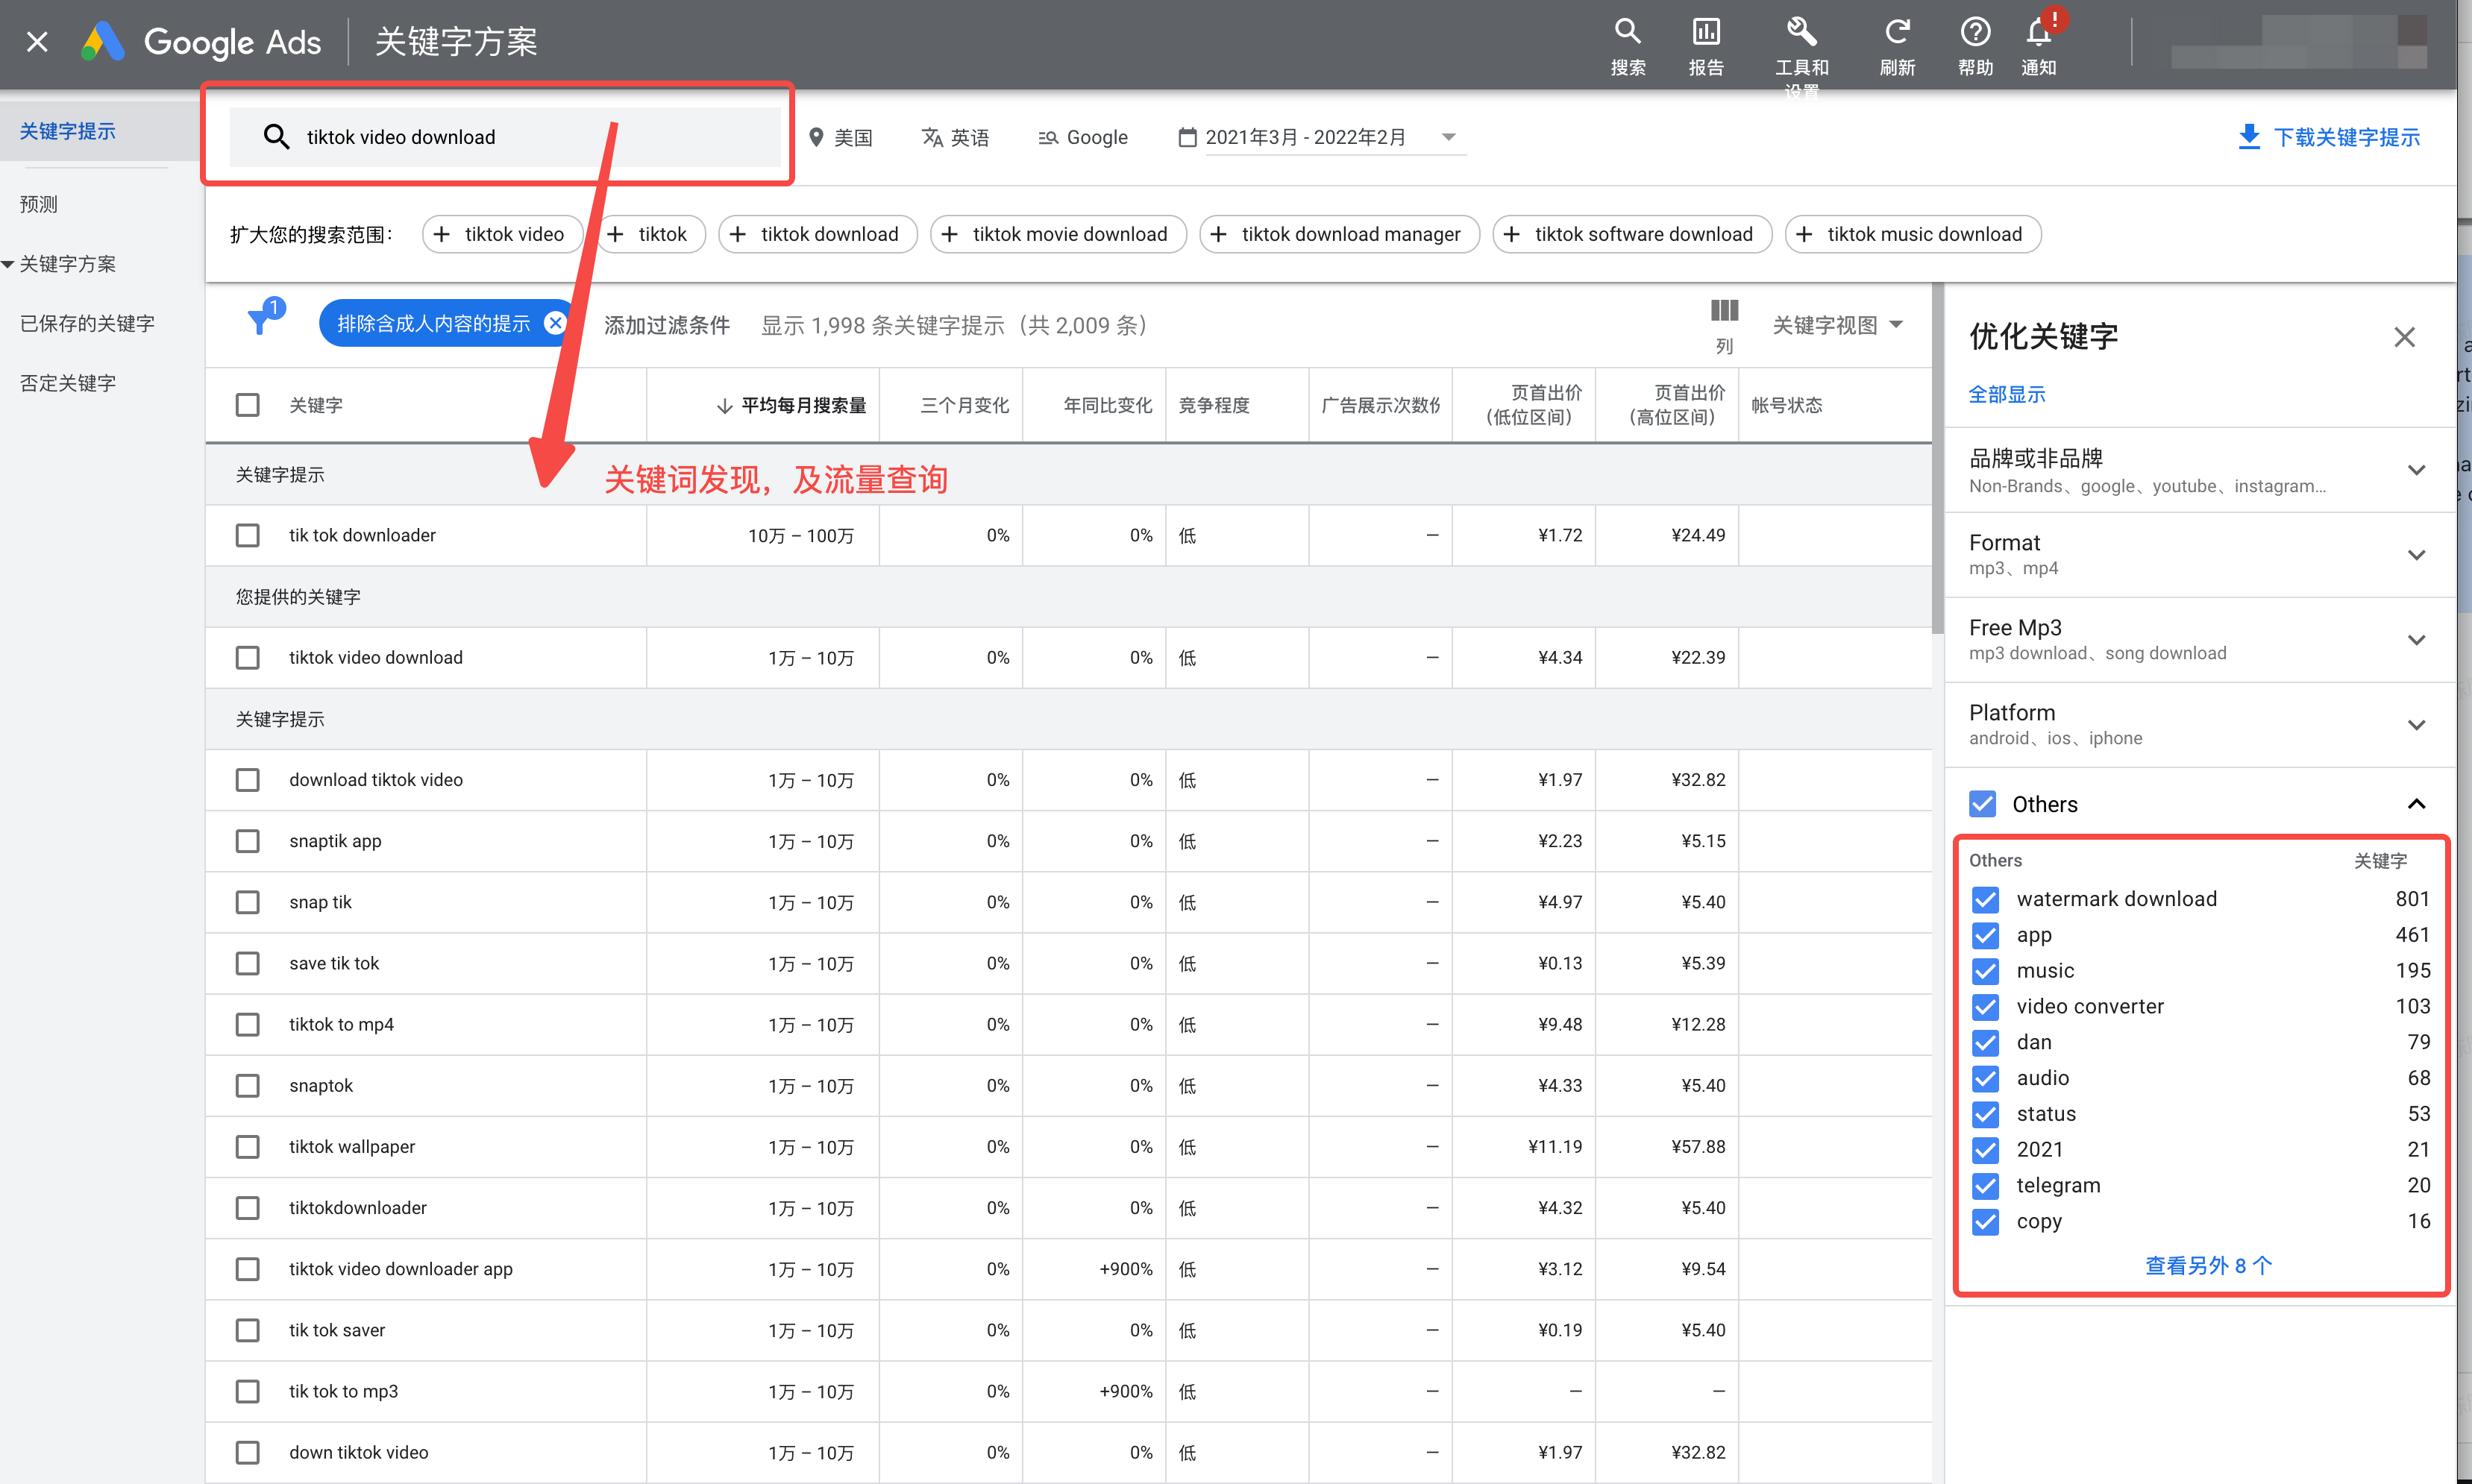 Google Ads 关键字方案
搜索 报告 工具和设置 刷新 帮助 通知 !
关键字提示
预测
关键字方案
已保存的关键字
否定关键字
tiktok video download 美国 英语 Google 2021年3月 - 2022年2月 下载关键字提示
扩大您的搜索范围： tiktok video tiktok tiktok download tiktok movie download tiktok download manager tiktok software download tiktok music download
1 排除含成人内容的提示 添加过滤条件 显示 1,998 条关键字提示（共 2,009 条） 列 关键字视图
关键字 平均每月搜索量 三个月变化 年同比变化 竞争程度 广告展示次数份 页首出价（低位区间） 页首出价（高位区间） 帐号状态
关键字提示
关键词发现，及流量查询
tik tok downloader 10万 – 100万 0% 0% 低 – ¥1.72 ¥24.49
您提供的关键字
tiktok video download 1万 – 10万 0% 0% 低 – ¥4.34 ¥22.39
关键字提示
download tiktok video 1万 – 10万 0% 0% 低 – ¥1.97 ¥32.82
snaptik app 1万 – 10万 0% 0% 低 – ¥2.23 ¥5.15
snap tik 1万 – 10万 0% 0% 低 – ¥4.97 ¥5.40
save tik tok 1万 – 10万 0% 0% 低 – ¥0.13 ¥5.39
tiktok to mp4 1万 – 10万 0% 0% 低 – ¥9.48 ¥12.28
snaptok 1万 – 10万 0% 0% 低 – ¥4.33 ¥5.40
tiktok wallpaper 1万 – 10万 0% 0% 低 – ¥11.19 ¥57.88
tiktokdownloader 1万 – 10万 0% 0% 低 – ¥4.32 ¥5.40
tiktok video downloader app 1万 – 10万 0% +900% 低 – ¥3.12 ¥9.54
tik tok saver 1万 – 10万 0% 0% 低 – ¥0.19 ¥5.40
tik tok to mp3 1万 – 10万 0% +900% 低 – – –
down tiktok video 1万 – 10万 0% 0% 低 – ¥1.97 ¥32.82
优化关键字
全部显示
品牌或非品牌
Non-Brands、google、youtube、instagram...
Format
mp3、mp4
Free Mp3
mp3 download、song download
Platform
android、ios、iphone
Others
Others 关键字
watermark download 801
app 461
music 195
video converter 103
dan 79
audio 68
status 53
2021 21
telegram 20
copy 16
查看另外 8 个